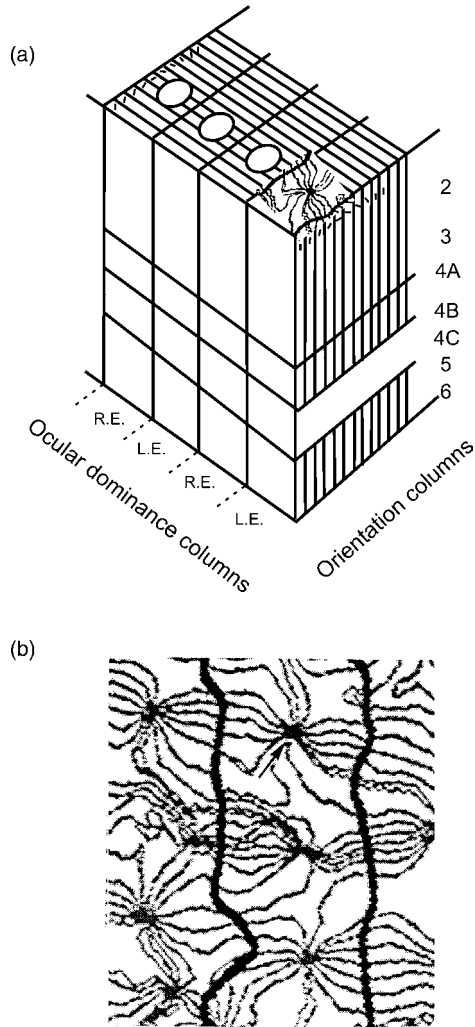 (a)
2
3
4A
4B
4C
5
6
R.E.
L.E.
R.E.
L.E.
Ocular dominance columns
Orientation columns
(b)